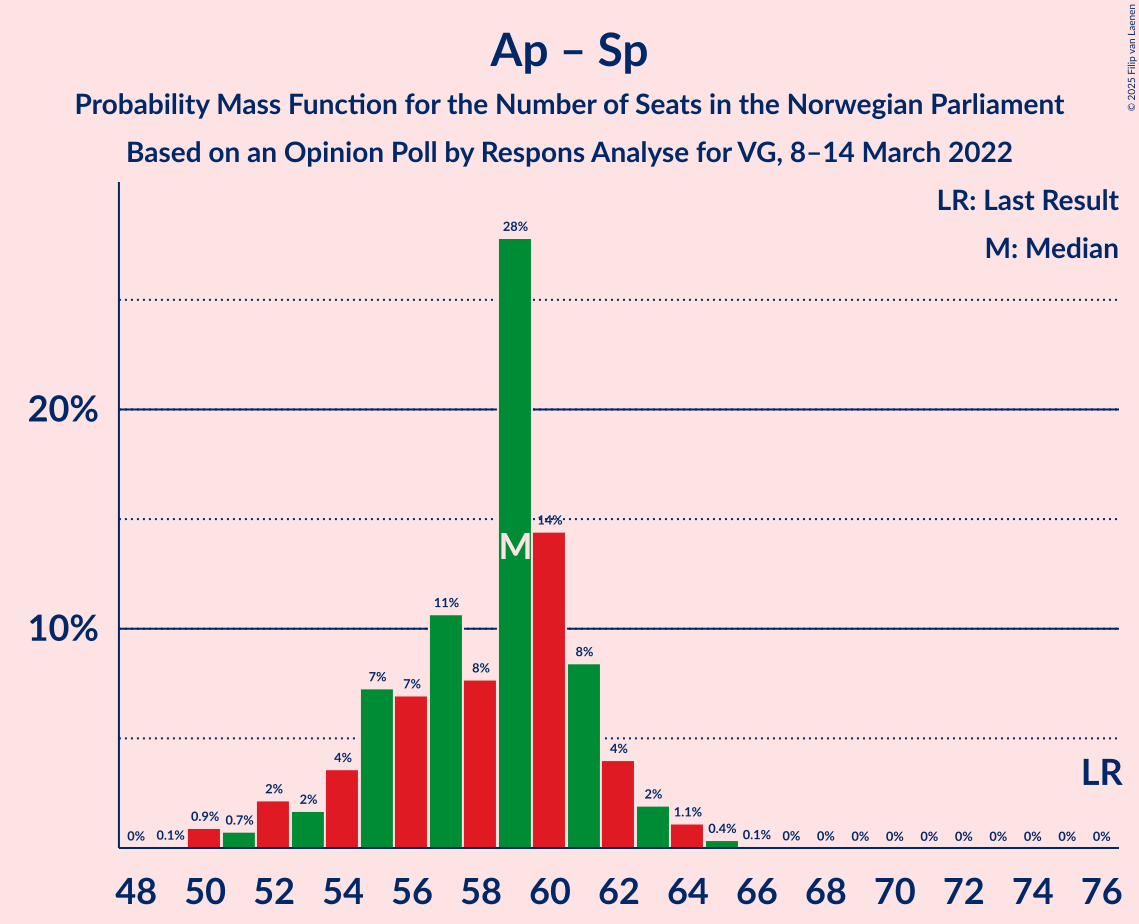 Ap – Sp
Probability Mass Function for the Number of Seats in the Norwegian Parliament
Based on an Opinion Poll by Respons Analyse for VG, 8–14 March 2022
© 2025 Filip van Laenen
LR: Last Result
M: Median
28%
20%
14%
M
11%
10%
8%
8%
7%
7%
4%
4%
LR
2%
2%
2%
0% 0.1% 0.9% 0.7% 1.1% 0.4% 0.1% 0% 0% 0% 0% 0% 0% 0% 0% 0% 0%
48 50 52 54 56 58 60 62 64 66 68 70 72 74 76